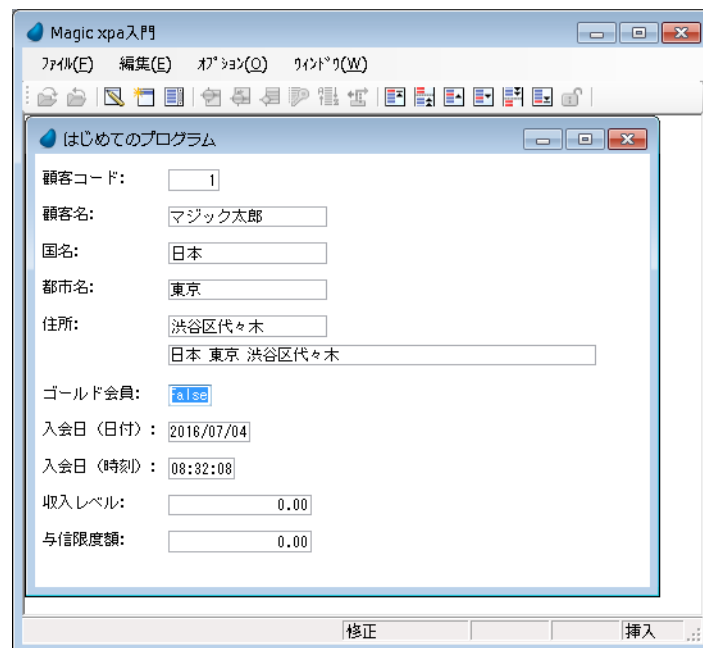 Magic xpa入門
ﾌｧｲﾙ(F) 編集(E) ｵﾌﾟｼｮﾝ(O) ｳｨﾝﾄﾞｳ(W)
はじめてのプログラム
顧客コード: 1
顧客名: マジック太郎
国名: 日本
都市名: 東京
住所: 渋谷区代々木
日本 東京 渋谷区代々木
ゴールド会員: False
入会日（日付）: 2016/07/04
入会日（時刻）: 08:32:08
収入レベル: 0.00
与信限度額: 0.00
修正 挿入